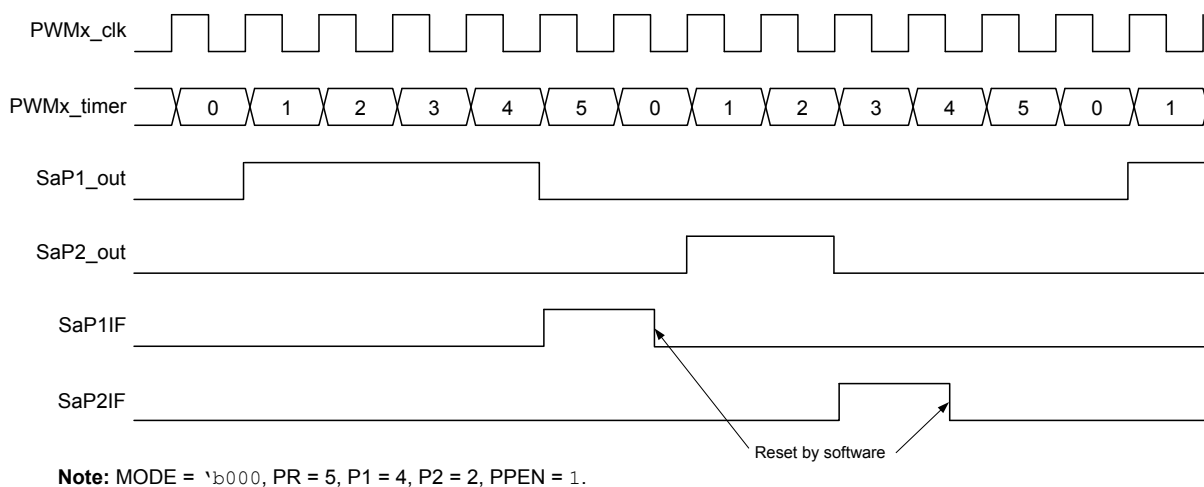 PWMx_clk
PWMx_timer 0 1 2 3 4 5 0 1 2 3 4 5 0 1
SaP1_out
SaP2_out
SaP1IF
SaP2IF
Reset by software
Note: MODE = 'b000, PR = 5, P1 = 4, P2 = 2, PPEN = 1.